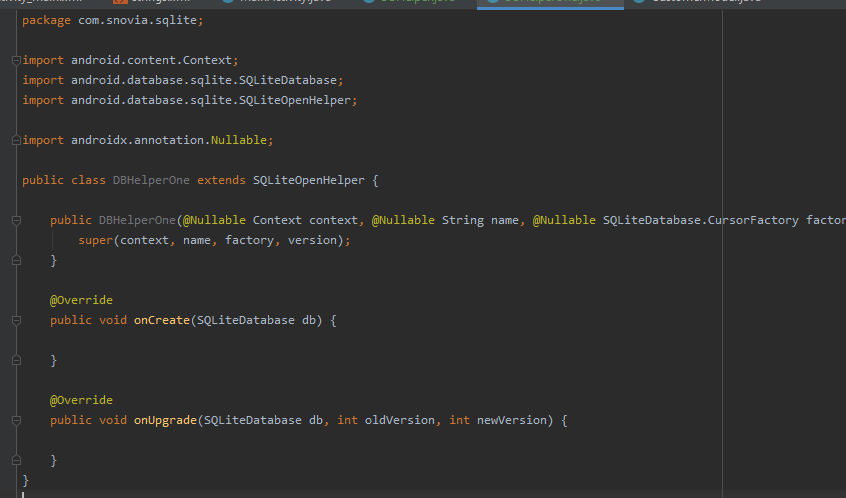 package com.snovia.sqlite;
import android.content.Context;
import android.database.sqlite.SQLiteDatabase;
import android.database.sqlite.SQLiteOpenHelper;
import androidx.annotation.Nullable;
public class DBHelperOne extends SQLiteOpenHelper {
public DBHelperOne(@Nullable Context context, @Nullable String name, @Nullable SQLiteDatabase.CursorFactory factor
super(context, name, factory, version);
}
@Override
public void onCreate(SQLiteDatabase db) {
}
@Override
public void onUpgrade(SQLiteDatabase db, int oldVersion, int newVersion) {
}
}